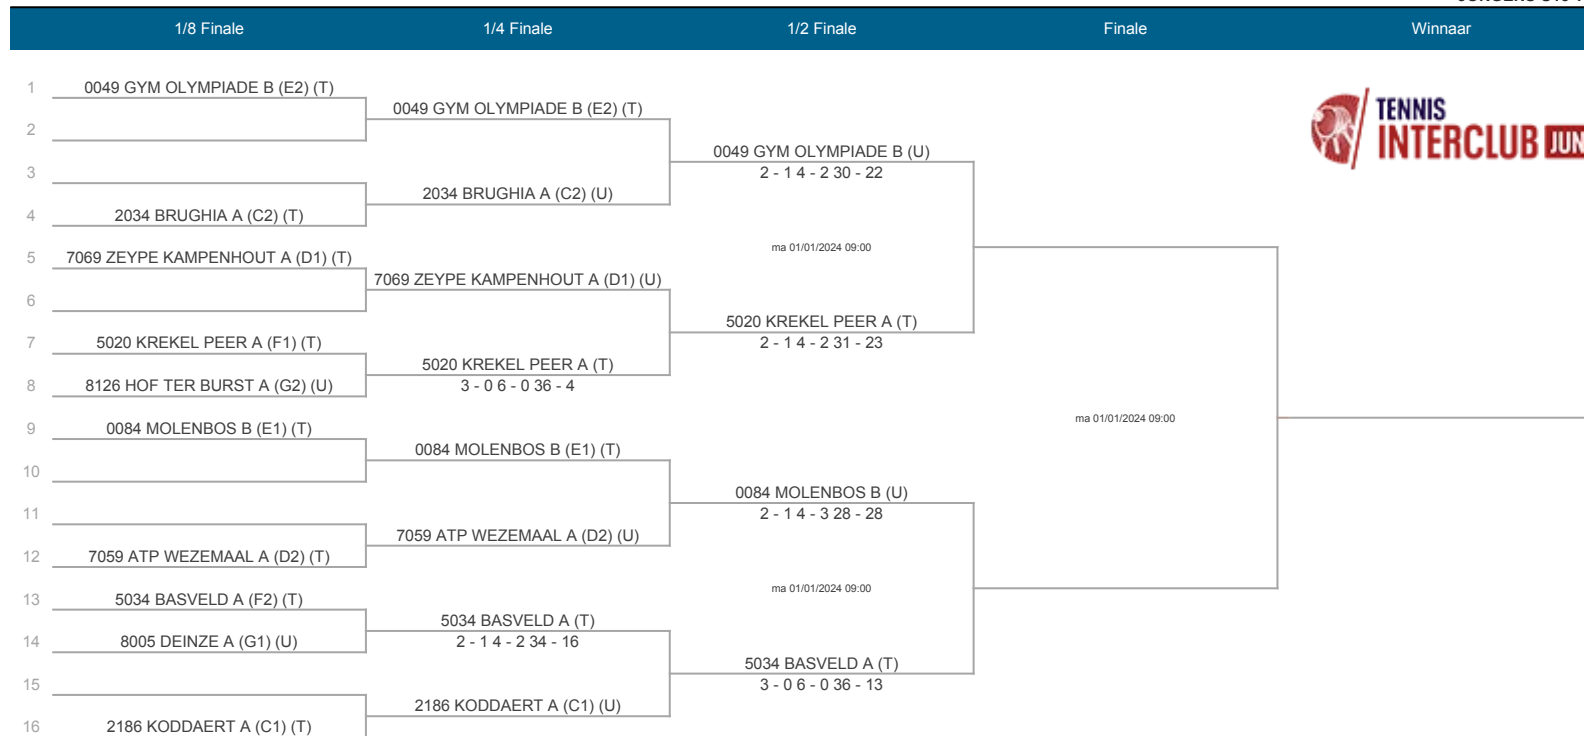 1/8 Finale 1/4 Finale 1/2 Finale Finale Winnaar
1 0049 GYM OLYMPIADE B (E2) (T)
0049 GYM OLYMPIADE B (E2) (T)
2
0049 GYM OLYMPIADE B (U)
2 - 1 4 - 2 30 - 22
3
2034 BRUGHIA A (C2) (U)
4 2034 BRUGHIA A (C2) (T)
ma 01/01/2024 09:00
5 7069 ZEYPE KAMPENHOUT A (D1) (T)
7069 ZEYPE KAMPENHOUT A (D1) (U)
6
5020 KREKEL PEER A (T)
2 - 1 4 - 2 31 - 23
7 5020 KREKEL PEER A (F1) (T)
5020 KREKEL PEER A (T)
3 - 0 6 - 0 36 - 4
8 8126 HOF TER BURST A (G2) (U)
ma 01/01/2024 09:00
9 0084 MOLENBOS B (E1) (T)
0084 MOLENBOS B (E1) (T)
10
0084 MOLENBOS B (U)
2 - 1 4 - 3 28 - 28
11
7059 ATP WEZEMAAL A (D2) (U)
12 7059 ATP WEZEMAAL A (D2) (T)
ma 01/01/2024 09:00
13 5034 BASVELD A (F2) (T)
5034 BASVELD A (T)
2 - 1 4 - 2 34 - 16
14 8005 DEINZE A (G1) (U)
5034 BASVELD A (T)
3 - 0 6 - 0 36 - 13
15
2186 KODDAERT A (C1) (U)
16 2186 KODDAERT A (C1) (T)
TENNIS
INTERCLUB JUN